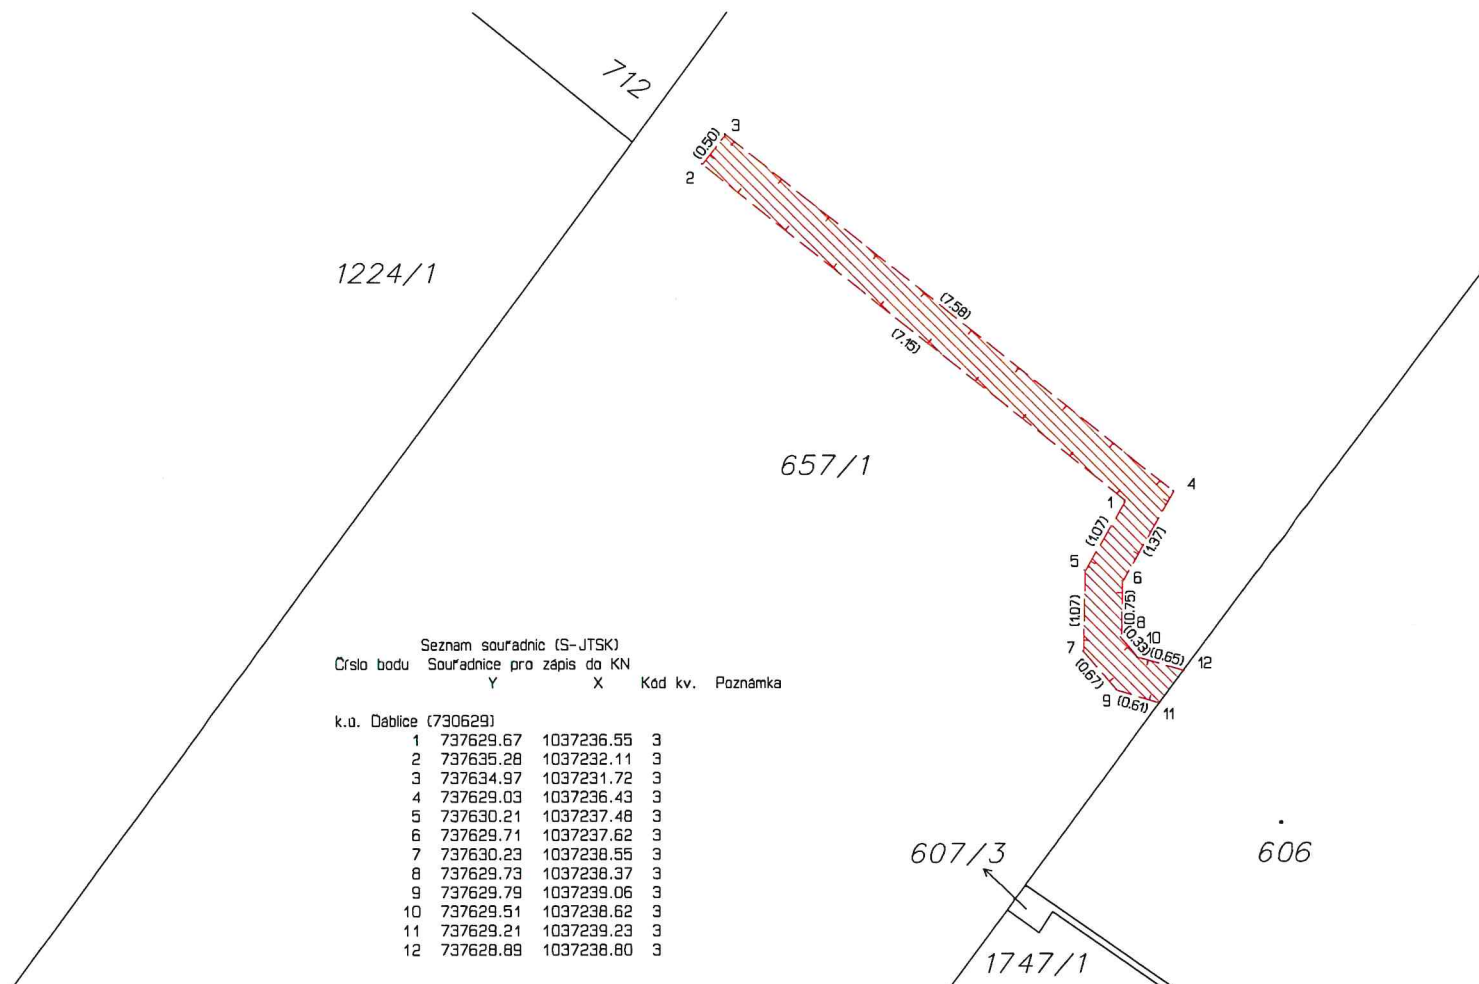 712
3
(0.50)
2
1224/1
(7.58)
(7.15)
657/1
4
1
(1.07)
(1.37)
5
6
(1.07)
(0.75)
8
(0.33)
10
(0.65)
12
7
(0.67)
9
(0.61)
11
Seznam souřadnic (S-JTSK)
Číslo bodu Souřadnice pro zápis do KN
Y X Kód kv. Poznámka
k.ú. Ďáblice (730629)
1 737629.67 1037236.55 3
2 737635.28 1037232.11 3
3 737634.97 1037231.72 3
4 737629.03 1037236.43 3
5 737630.21 1037237.48 3
6 737629.71 1037237.62 3
7 737630.23 1037238.55 3
8 737629.73 1037238.37 3
9 737629.79 1037239.06 3
10 737629.51 1037238.62 3
11 737629.21 1037239.23 3
12 737628.89 1037238.80 3
607/3
606
1747/1